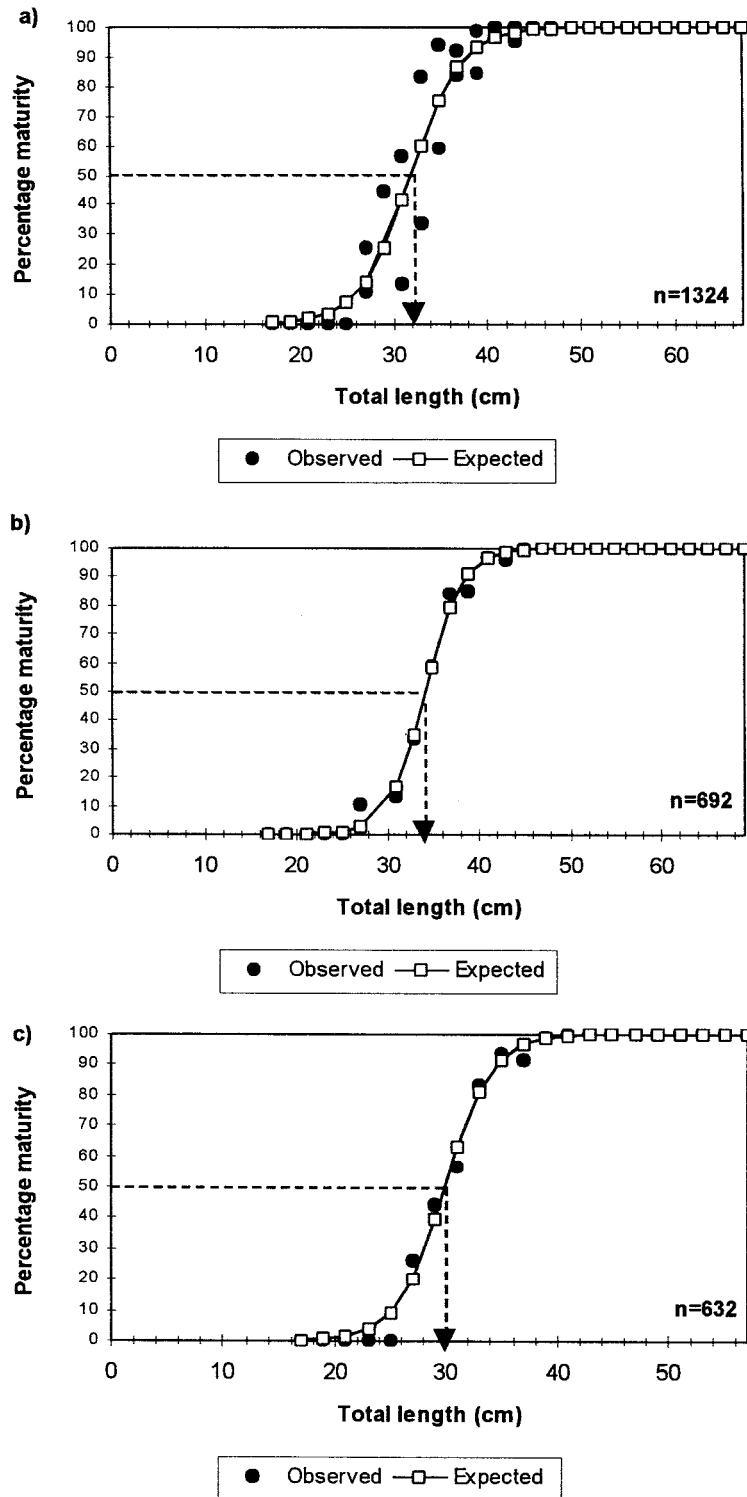 a)
100
90
80
70
60
50
40
30
20
10
0
Percentage maturity
n=1324
0 10 20 30 40 50 60
Total length (cm)
Observed Expected
b)
100
90
80
70
60
50
40
30
20
10
0
Percentage maturity
n=692
0 10 20 30 40 50 60
Total length (cm)
Observed Expected
c)
100
90
80
70
60
50
40
30
20
10
0
Percentage maturity
n=632
0 10 20 30 40 50
Total length (cm)
Observed Expected